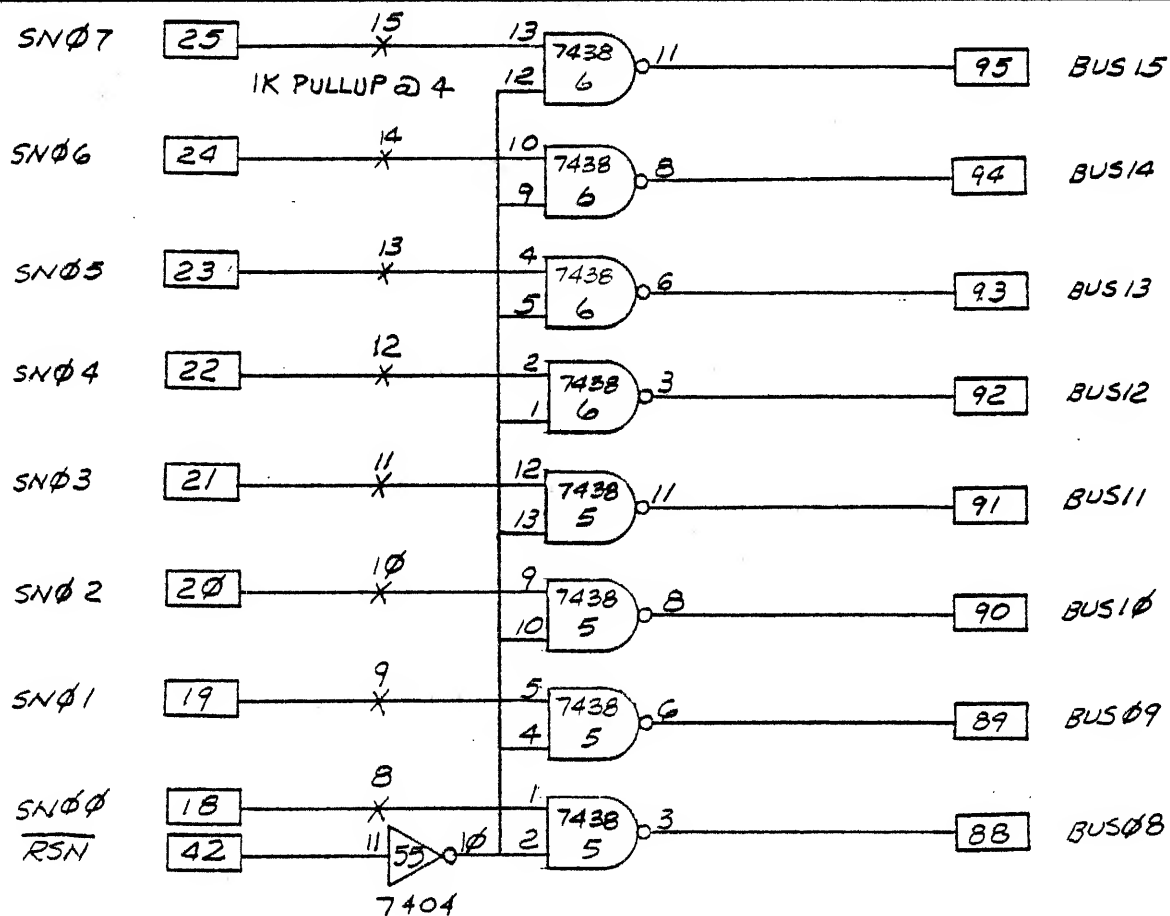 SNØ7 25 15 13 7438 11 95 BUS15
1K PULLUP @ 4 12 6
SNØ6 24 14 10 7438 8 94 BUS14
9 6
SNØ5 23 13 4 7438 6 93 BUS13
5 6
SNØ4 22 12 2 7438 3 92 BUS12
1 6
SNØ3 21 11 12 7438 11 91 BUS11
13 5
SNØ2 2Ø 1Ø 9 7438 8 90 BUS1Ø
10 5
SNØ1 19 9 5 7438 6 89 BUSØ9
4 5
SNØØ 18 8 1 7438 3 88 BUSØ8
RSN 42 11 55 1Ø 2 5
7404